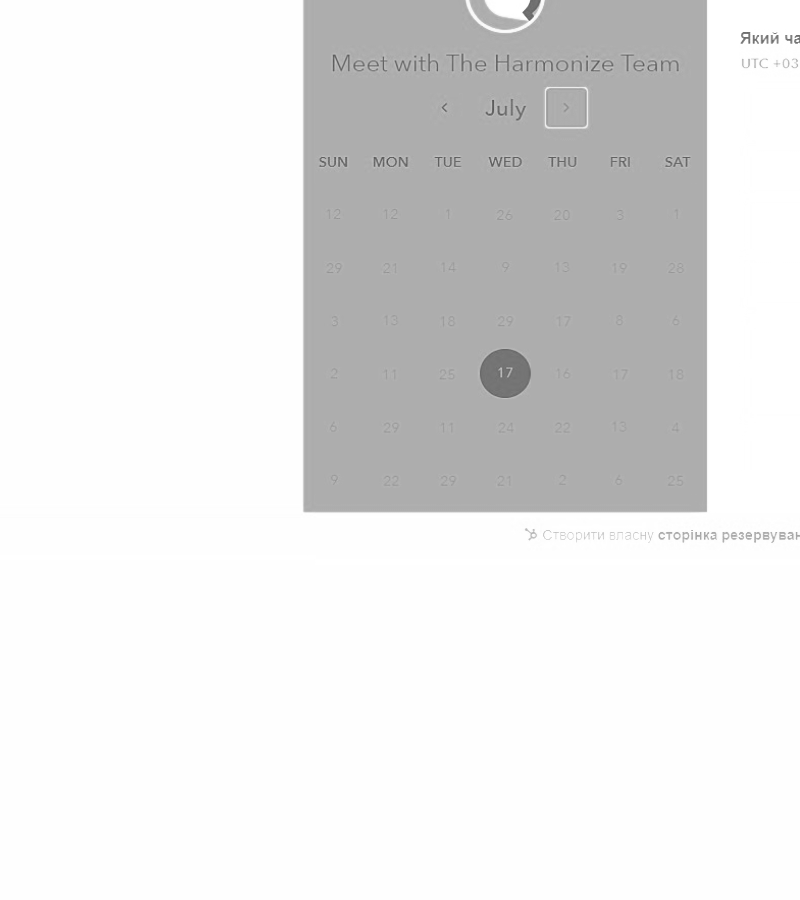 Meet with The Harmonize Team
July
SUN MON TUE WED THU FRI SAT
12 12 1 26 20 3 1
29 21 14 9 13 19 28
3 13 18 29 17 8 6
2 11 25 17 16 17 18
6 29 11 24 22 13 4
9 22 29 21 2 6 25
Який ча
UTC +03
Створити власну сторінка резервуван